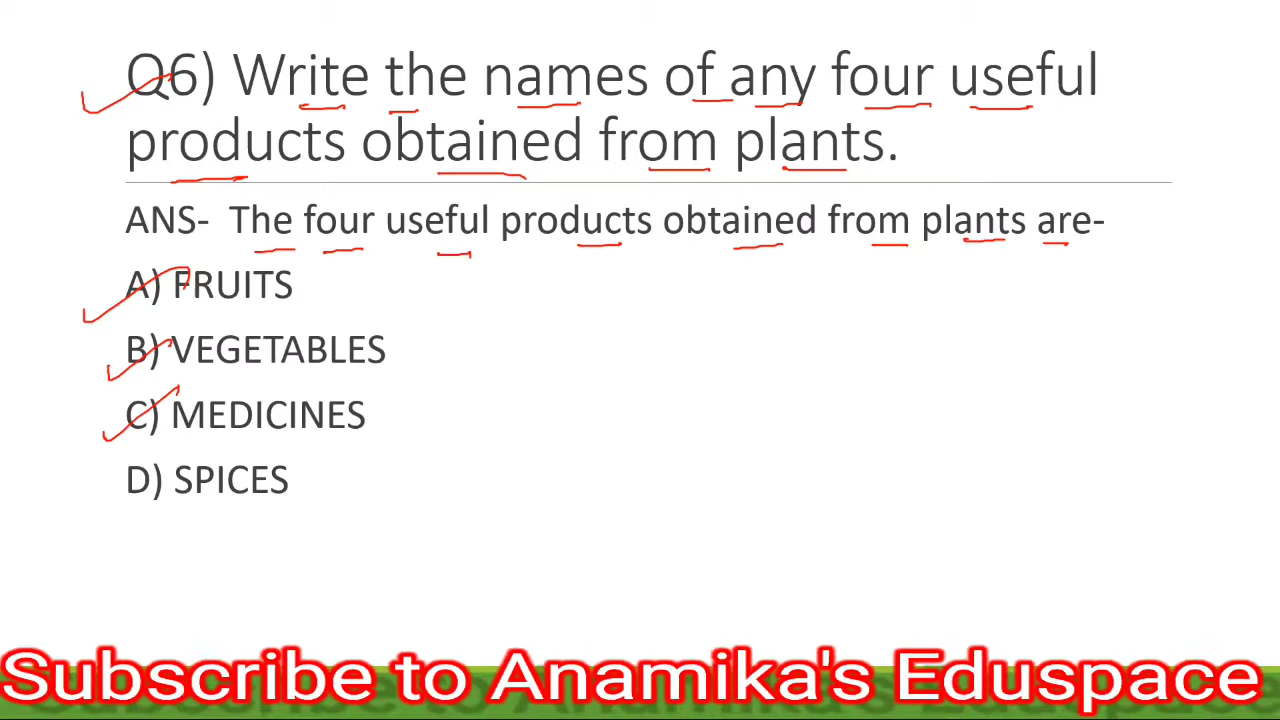 Q6) Write the names of any four useful
products obtained from plants.
ANS-  The four useful products obtained from plants are-
A) FRUITS
B) VEGETABLES
C) MEDICINES
D) SPICES
Subscribe to Anamika's Eduspace